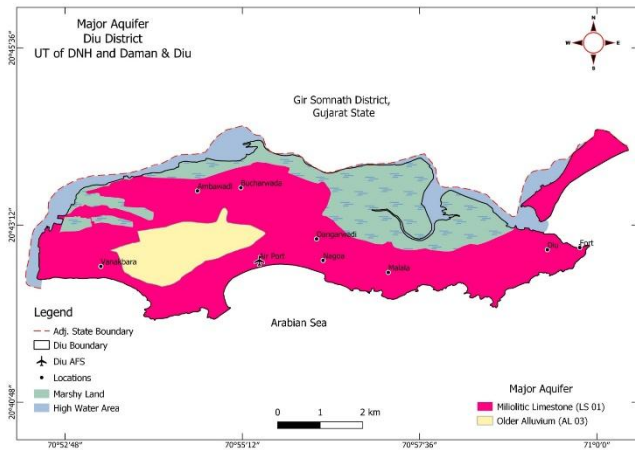 Major Aquifer
Diu District
UT of DNH and Daman & Diu
N
W
E
S
Gir Somnath District,
Gujarat State
20°45'36"
20°43'12"
20°40'48"
Ambawadi
Bucharwada
Dangarwadi
Vanakbara
Air Port
Nagoa
Malala
Diu
Fort
Arabian Sea
Legend
Adj. State Boundary
Diu Boundary
Diu AFS
Locations
Marshy Land
High Water Area
0 1 2 km
Major Aquifer
Miliolitic Limestone (LS 01)
Older Alluvium (AL 03)
70°52'48"
70°55'12"
70°57'36"
71°0'0"